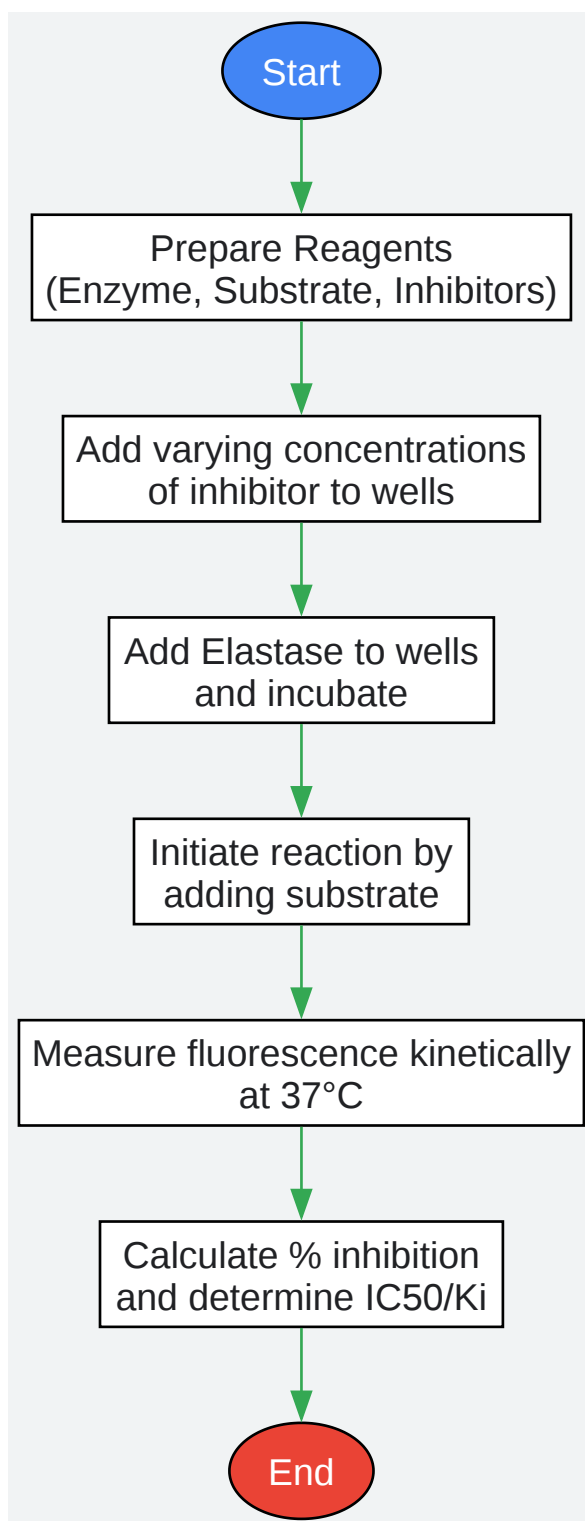 Start
Prepare Reagents
(Enzyme, Substrate, Inhibitors)
Add varying concentrations
of inhibitor to wells
Add Elastase to wells
and incubate
Initiate reaction by
adding substrate
Measure fluorescence kinetically
at 37°C
Calculate % inhibition
and determine IC50/Ki
End